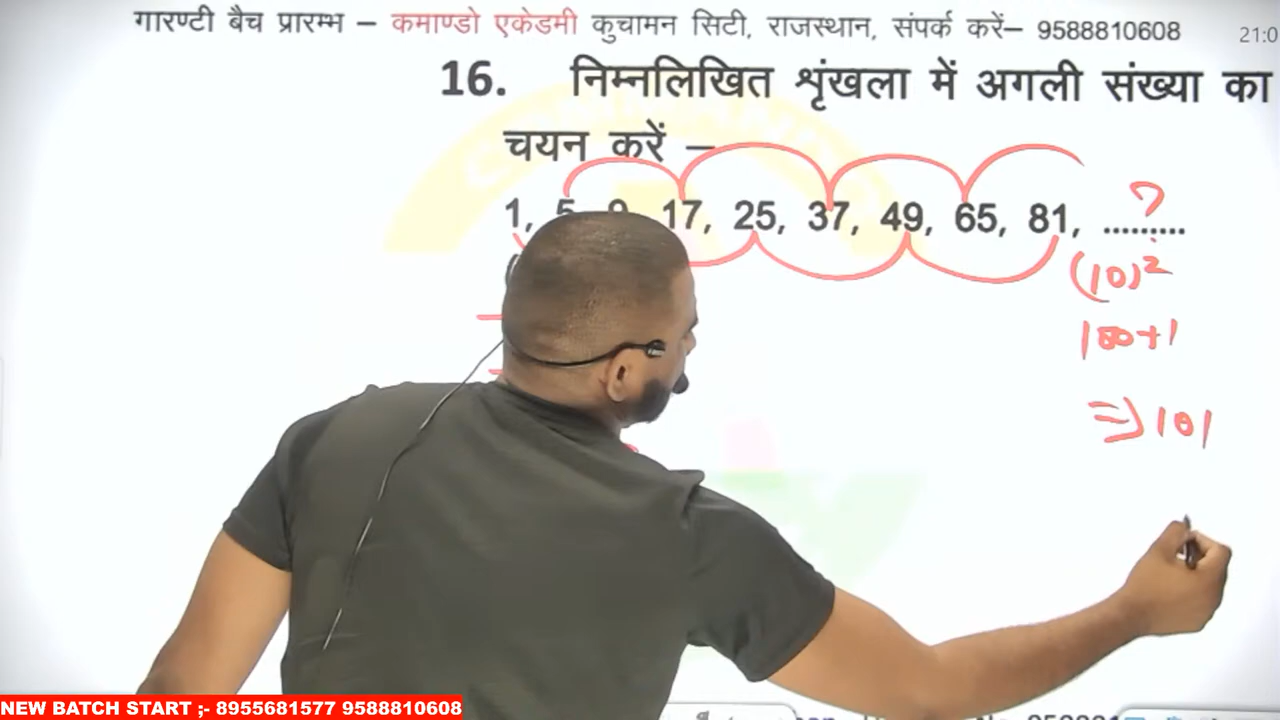 गारण्टी बैच प्रारम्भ – कमाण्डो एकेडमी कुचामन सिटी, राजस्थान, संपर्क करें– 9588810608
21:0
16. निम्नलिखित श्रृंखला में अगली संख्या का
चयन करें –
1, 5, 9, 17, 25, 37, 49, 65, 81, .........
?
(10)²
100+1
⇒ 101
NEW BATCH START ;- 8955681577 9588810608